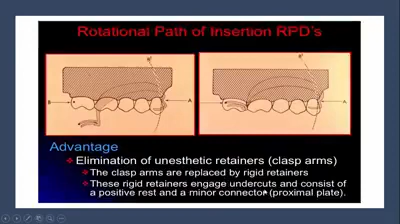 Rotational Path of Insertion RPD's
B
A
A
Advantage
Elimination of unesthetic retainers (clasp arms)
The clasp arms are replaced by rigid retainers
These rigid retainers engage undercuts and consist of
a positive rest and a minor connector (proximal plate).